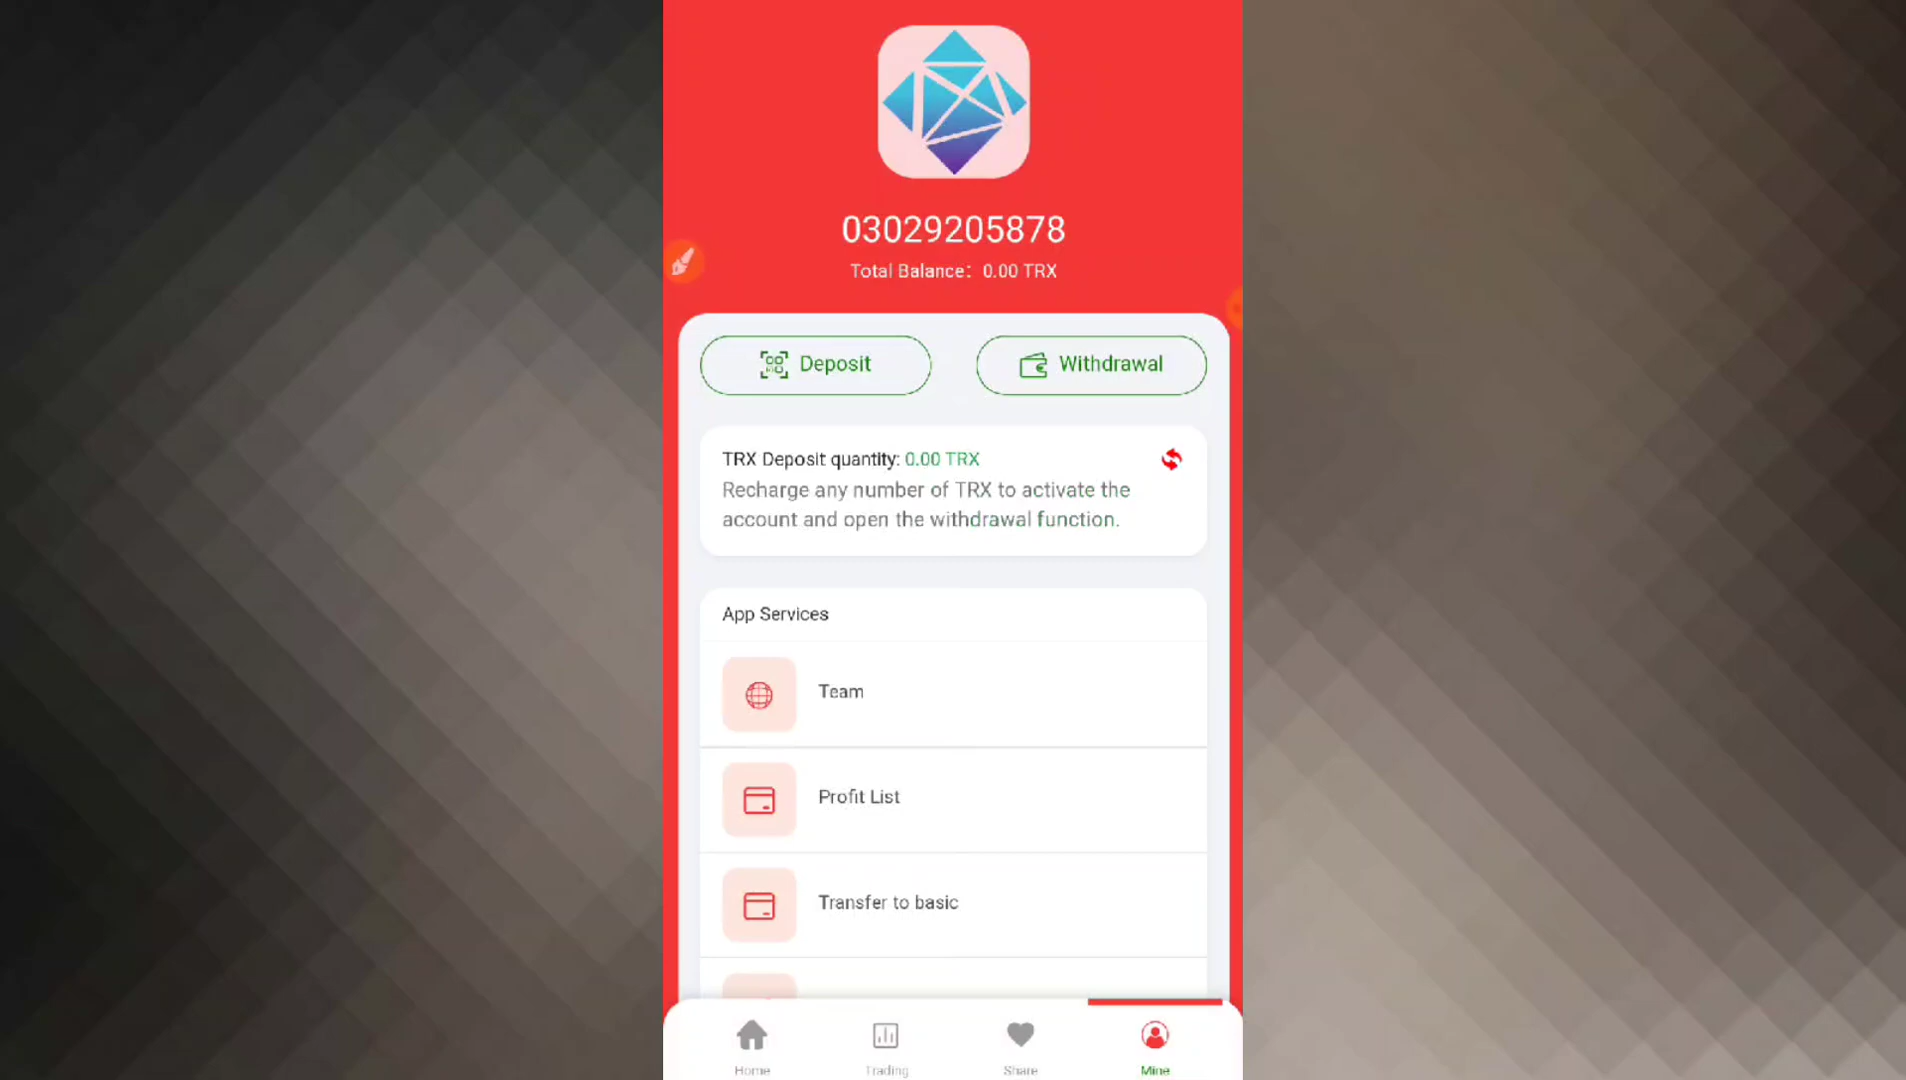 03029205878
Total Balance: 0.00 TRX
Deposit
Withdrawal
TRX Deposit quantity: 0.00 TRX
Recharge any number of TRX to activate the
account and open the withdrawal function.
App Services
Team
Profit List
Transfer to basic
Home
Trading
Share
Mine